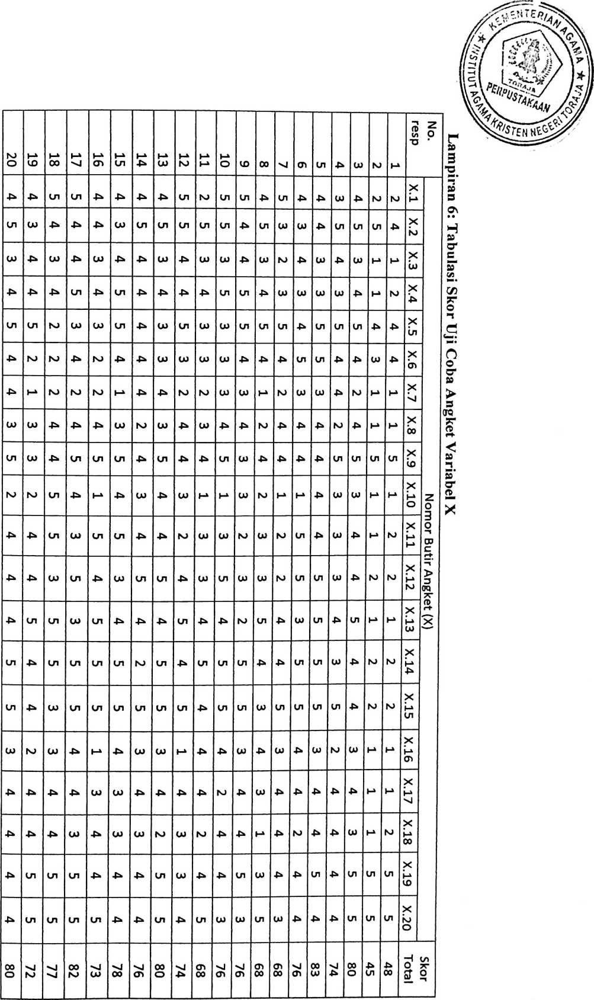 KEMENTERIAN AGAMA
INSTITUT AGAMA KRISTEN NEGERI TORAJA
TORAJA
PERPUSTAKAAN
Lampiran 6: Tabulasi Skor Uji Coba Angket Variabel X
No. resp Nomor Butir Angket (X) Skor Total
X.1 X.2 X.3 X.4 X.5 X.6 X.7 X.8 X.9 X.10 X.11 X.12 X.13 X.14 X.15 X.16 X.17 X.18 X.19 X.20
1 2 4 1 2 4 4 1 1 5 1 2 2 1 2 2 1 1 2 5 5 48
2 2 5 1 1 4 3 1 1 5 1 1 2 1 2 2 1 1 1 5 5 45
3 4 5 3 4 5 4 2 4 5 3 4 4 5 4 4 3 4 3 5 5 80
4 3 5 4 3 5 4 4 2 5 3 3 3 4 3 5 2 4 4 4 4 74
5 4 4 3 3 5 5 3 4 4 4 4 5 5 5 5 3 4 4 5 4 83
6 4 3 4 3 4 5 3 4 4 1 5 5 3 5 5 4 4 2 4 4 76
7 5 3 2 3 5 4 2 4 4 1 2 2 4 4 5 3 4 4 4 3 68
8 4 5 3 4 5 4 1 2 4 2 3 3 5 4 3 4 3 1 3 5 68
9 5 4 4 5 5 4 3 4 3 3 2 3 2 5 5 3 4 4 5 3 76
10 5 5 3 5 3 3 3 4 5 1 3 5 4 5 5 4 2 4 4 3 76
11 2 5 3 4 3 3 2 3 4 1 3 3 4 5 4 4 4 2 4 5 68
12 5 5 4 4 5 3 2 4 4 3 2 4 5 4 5 1 4 3 3 4 74
13 4 5 3 4 3 3 4 3 5 4 4 5 4 5 5 3 4 2 5 5 80
14 4 5 4 4 4 4 4 2 4 3 4 5 4 2 5 3 4 3 4 4 76
15 4 3 4 5 5 4 1 3 5 4 5 3 4 5 5 4 3 3 4 4 78
16 4 4 3 4 3 2 2 4 5 1 5 4 5 5 5 1 3 4 4 5 73
17 5 4 4 5 3 4 2 4 5 4 3 5 3 5 5 4 4 3 5 5 82
18 5 4 3 4 2 2 2 4 4 5 5 3 5 5 3 3 4 4 5 5 77
19 4 3 4 4 5 2 1 3 3 2 4 4 5 4 4 2 4 4 5 5 72
20 4 5 3 4 5 4 4 3 5 2 4 4 4 5 5 3 4 4 4 4 80